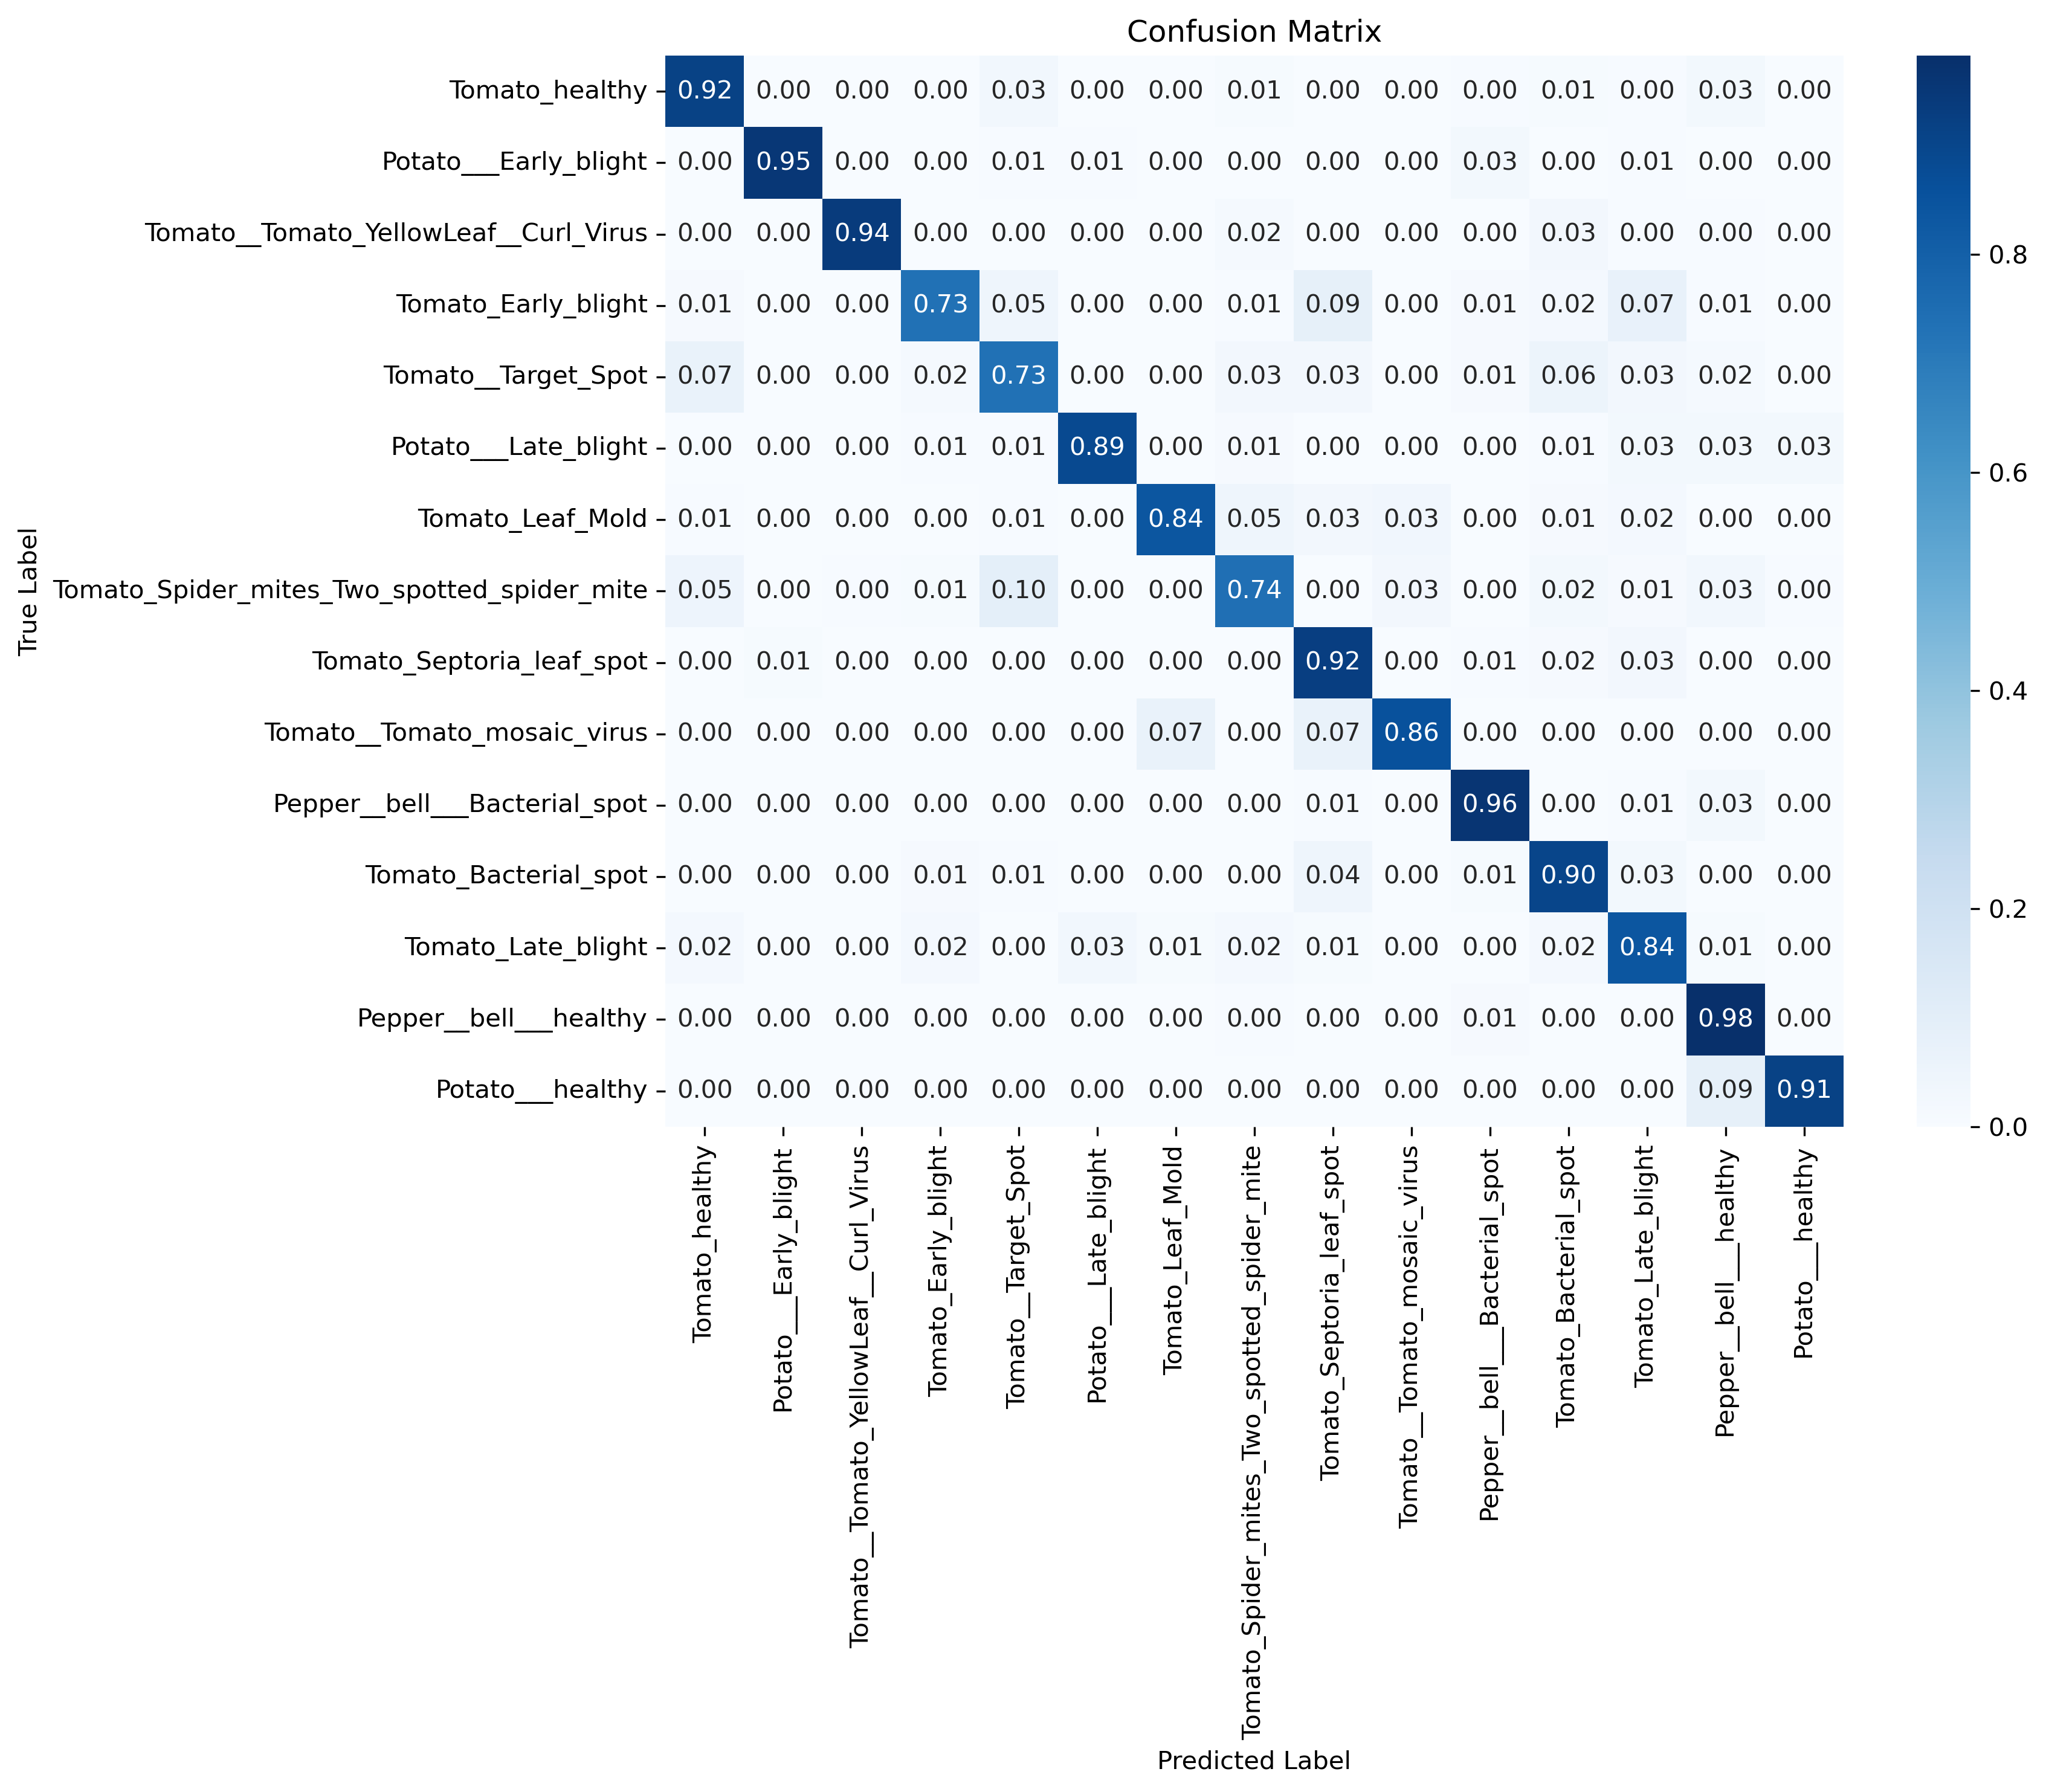 Confusion Matrix
True Label
Tomato_healthy 0.92 0.00 0.00 0.00 0.03 0.00 0.00 0.01 0.00 0.00 0.00 0.01 0.00 0.03 0.00
Potato___Early_blight 0.00 0.95 0.00 0.00 0.01 0.01 0.00 0.00 0.00 0.00 0.03 0.00 0.01 0.00 0.00
Tomato__Tomato_YellowLeaf__Curl_Virus 0.00 0.00 0.94 0.00 0.00 0.00 0.00 0.02 0.00 0.00 0.00 0.03 0.00 0.00 0.00
Tomato_Early_blight 0.01 0.00 0.00 0.73 0.05 0.00 0.00 0.01 0.09 0.00 0.01 0.02 0.07 0.01 0.00
Tomato__Target_Spot 0.07 0.00 0.00 0.02 0.73 0.00 0.00 0.03 0.03 0.00 0.01 0.06 0.03 0.02 0.00
Potato___Late_blight 0.00 0.00 0.00 0.01 0.01 0.89 0.00 0.01 0.00 0.00 0.00 0.01 0.03 0.03 0.03
Tomato_Leaf_Mold 0.01 0.00 0.00 0.00 0.01 0.00 0.84 0.05 0.03 0.03 0.00 0.01 0.02 0.00 0.00
Tomato_Spider_mites_Two_spotted_spider_mite 0.05 0.00 0.00 0.01 0.10 0.00 0.00 0.74 0.00 0.03 0.00 0.02 0.01 0.03 0.00
Tomato_Septoria_leaf_spot 0.00 0.01 0.00 0.00 0.00 0.00 0.00 0.00 0.92 0.00 0.01 0.02 0.03 0.00 0.00
Tomato__Tomato_mosaic_virus 0.00 0.00 0.00 0.00 0.00 0.00 0.07 0.00 0.07 0.86 0.00 0.00 0.00 0.00 0.00
Pepper__bell___Bacterial_spot 0.00 0.00 0.00 0.00 0.00 0.00 0.00 0.00 0.01 0.00 0.96 0.00 0.01 0.03 0.00
Tomato_Bacterial_spot 0.00 0.00 0.00 0.01 0.01 0.00 0.00 0.00 0.04 0.00 0.01 0.90 0.03 0.00 0.00
Tomato_Late_blight 0.02 0.00 0.00 0.02 0.00 0.03 0.01 0.02 0.01 0.00 0.00 0.02 0.84 0.01 0.00
Pepper__bell___healthy 0.00 0.00 0.00 0.00 0.00 0.00 0.00 0.00 0.00 0.00 0.01 0.00 0.00 0.98 0.00
Potato___healthy 0.00 0.00 0.00 0.00 0.00 0.00 0.00 0.00 0.00 0.00 0.00 0.00 0.00 0.09 0.91
Tomato_healthy
Potato___Early_blight
Tomato__Tomato_YellowLeaf__Curl_Virus
Tomato_Early_blight
Tomato__Target_Spot
Potato___Late_blight
Tomato_Leaf_Mold
Tomato_Spider_mites_Two_spotted_spider_mite
Tomato_Septoria_leaf_spot
Tomato__Tomato_mosaic_virus
Pepper__bell___Bacterial_spot
Tomato_Bacterial_spot
Tomato_Late_blight
Pepper__bell___healthy
Potato___healthy
Predicted Label
0.8
0.6
0.4
0.2
0.0